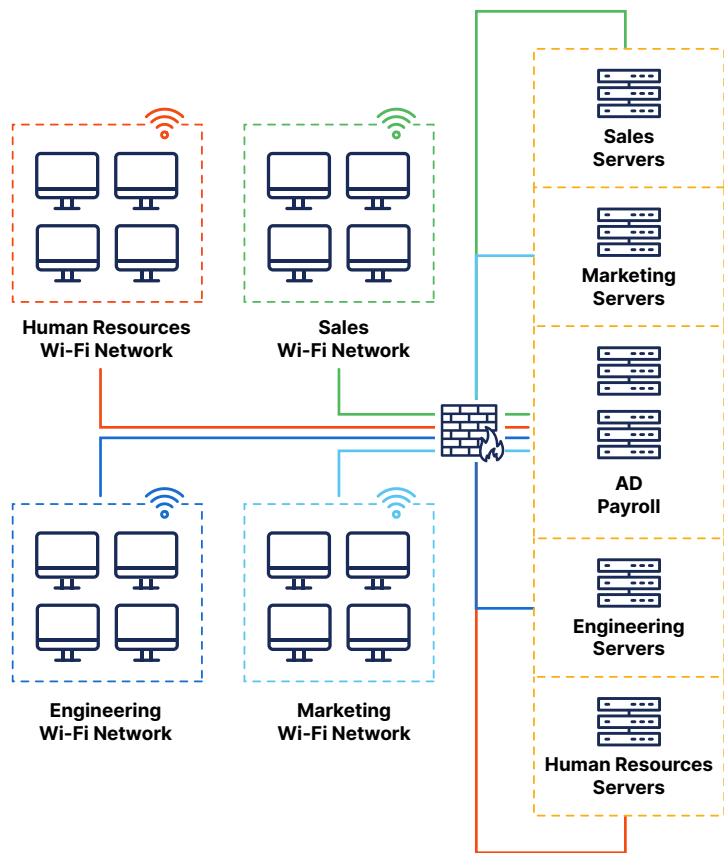 Human Resources
Wi-Fi Network
Sales
Wi-Fi Network
Engineering
Wi-Fi Network
Marketing
Wi-Fi Network
Sales
Servers
Marketing
Servers
AD
Payroll
Engineering
Servers
Human Resources
Servers